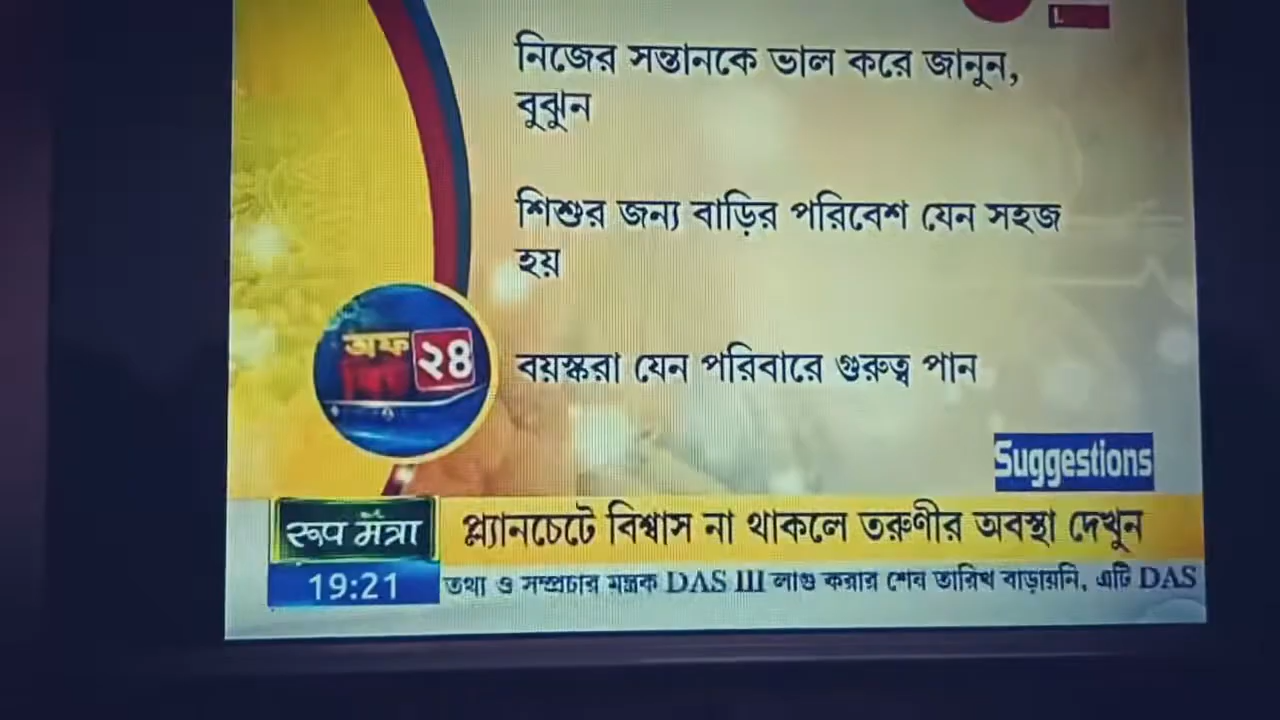 L
নিজের সন্তানকে ভাল করে জানুন,
বুঝুন
শিশুর জন্য বাড়ির পরিবেশ যেন সহজ
হয়
অফ
২৪
বয়স্করা যেন পরিবারে গুরুত্ব পান
Suggestions
রূপ মন্ত্রা
প্ল্যানচেটে বিশ্বাস না থাকলে তরুণীর অবস্থা দেখুন
19:21
তথ্য ও সম্প্রচার মন্ত্রক DAS III লাগু করার শেষ তারিখ বাড়ায়নি, এটি DAS